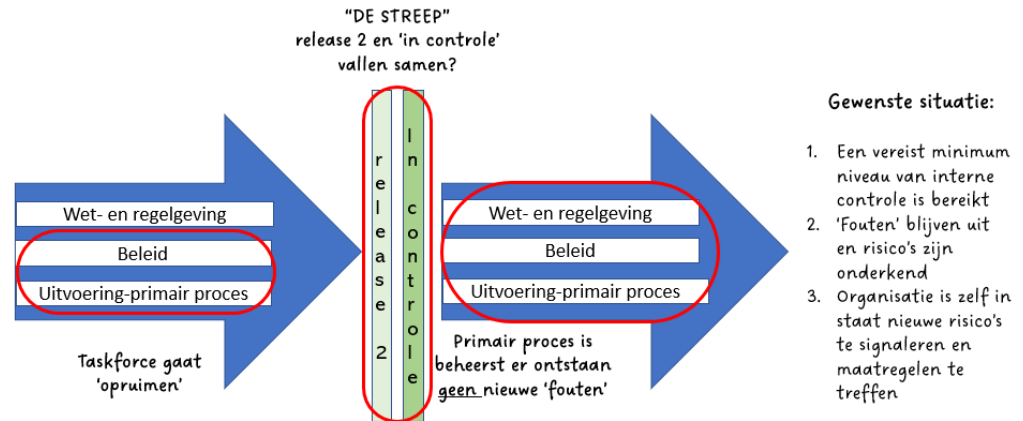 “DE STREEP”
release 2 en ‘in controle’
vallen samen?
Wet- en regelgeving
Beleid
Uitvoering-primair proces
Taskforce gaat
‘opruimen’
release 2
In controle
Wet- en regelgeving
Beleid
Uitvoering-primair proces
Primair proces is
beheerst er ontstaan
geen nieuwe ‘fouten’
Gewenste situatie:
1. Een vereist minimum
niveau van interne
controle is bereikt
2. ‘Fouten’ blijven uit
en risico’s zijn
onderkend
3. Organisatie is zelf in
staat nieuwe risico’s
te signaleren en
maatregelen te
treffen